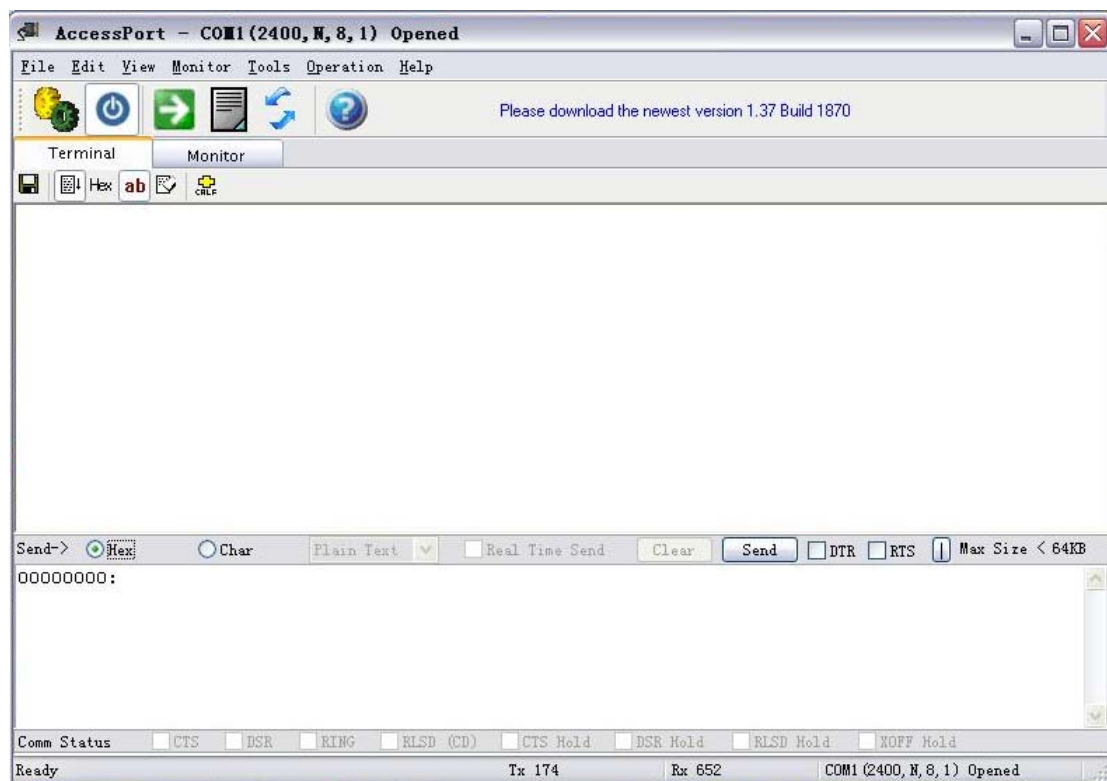 AccessPort - COM1(2400,N,8,1) Opened
File Edit View Monitor Tools Operation Help
Please download the newest version 1.37 Build 1870
Terminal Monitor
Hex ab CRLF
Send-> Hex Char Plain Text Real Time Send Clear Send DTR RTS Max Size < 64KB
00000000:
Comm Status CTS DSR RING RLSD (CD) CTS Hold DSR Hold RLSD Hold XOFF Hold
Ready Tx 174 Rx 652 COM1(2400,N,8,1) Opened